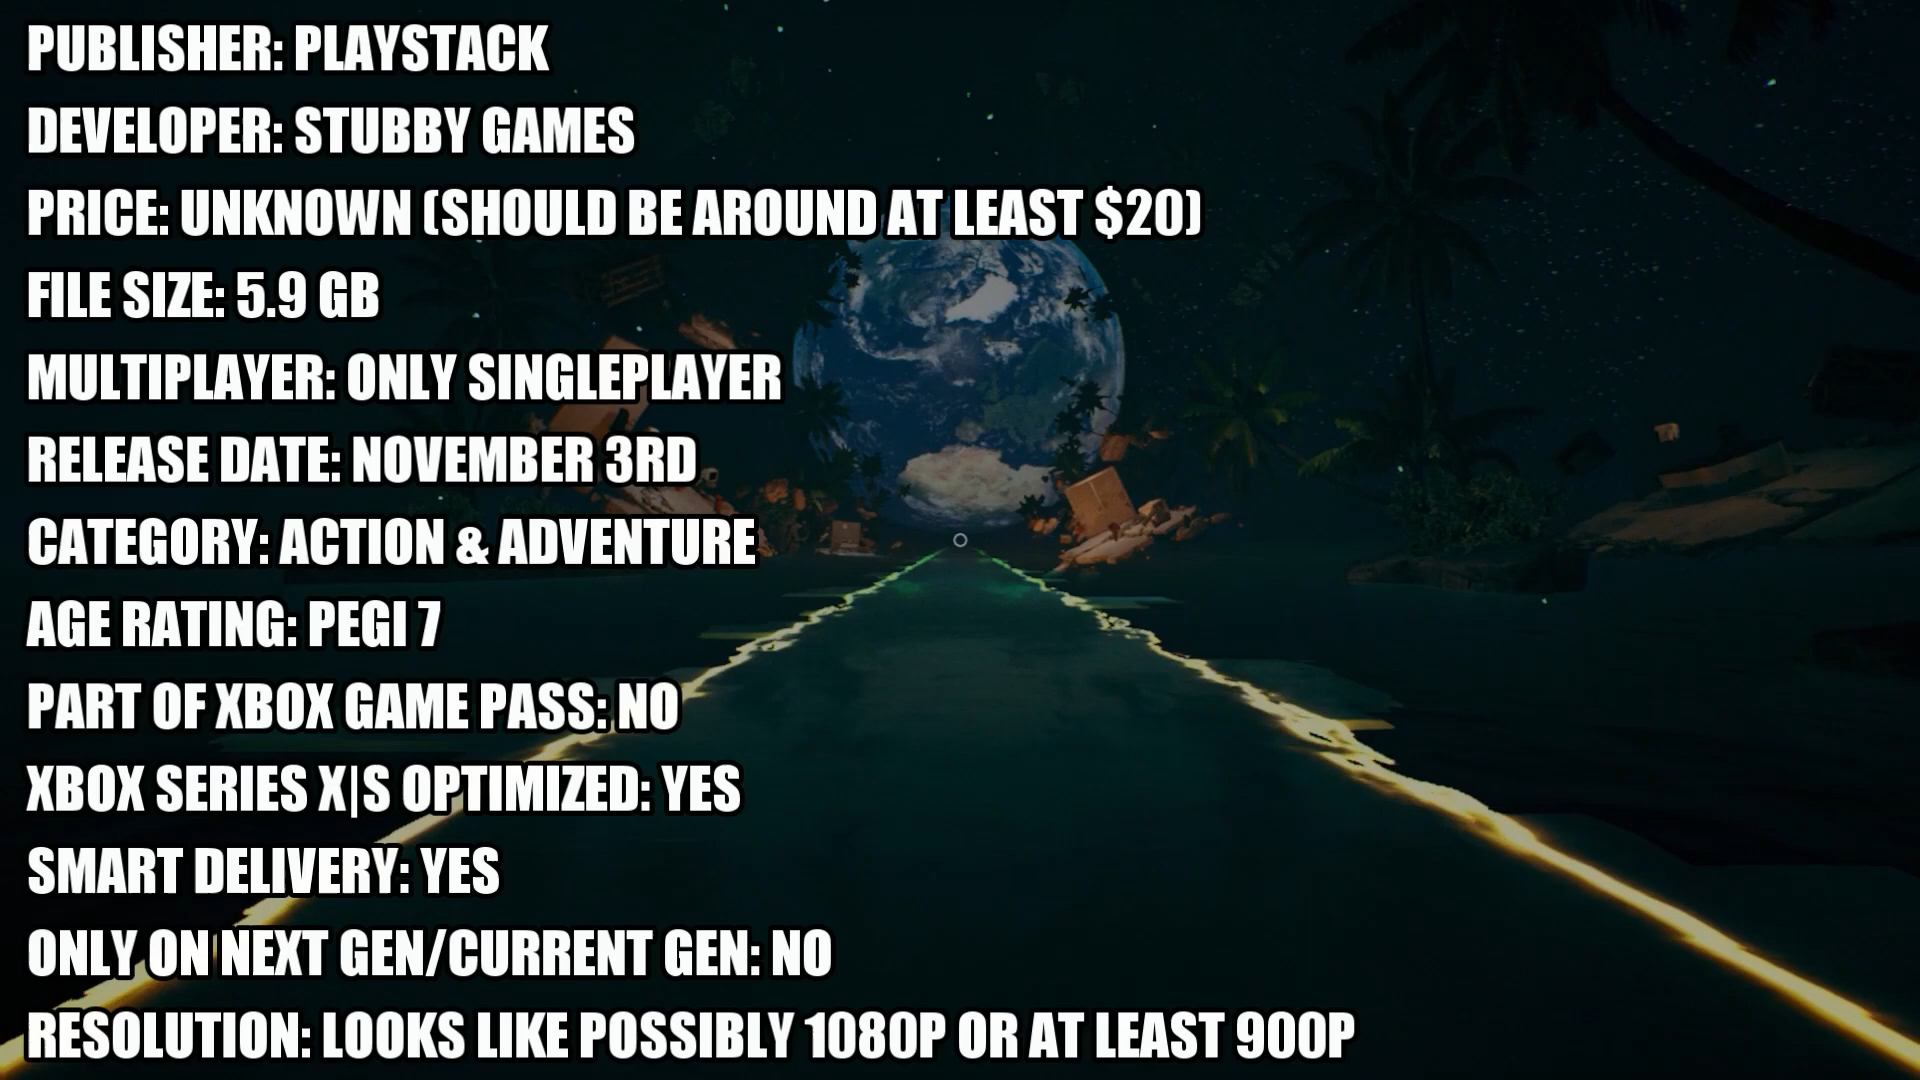 PUBLISHER: PLAYSTACK
DEVELOPER: STUBBY GAMES
PRICE: UNKNOWN (SHOULD BE AROUND AT LEAST $20)
FILE SIZE: 5.9 GB
MULTIPLAYER: ONLY SINGLEPLAYER
RELEASE DATE: NOVEMBER 3RD
CATEGORY: ACTION & ADVENTURE
AGE RATING: PEGI 7
PART OF XBOX GAME PASS: NO
XBOX SERIES X|S OPTIMIZED: YES
SMART DELIVERY: YES
ONLY ON NEXT GEN/CURRENT GEN: NO
RESOLUTION: LOOKS LIKE POSSIBLY 1080P OR AT LEAST 900P